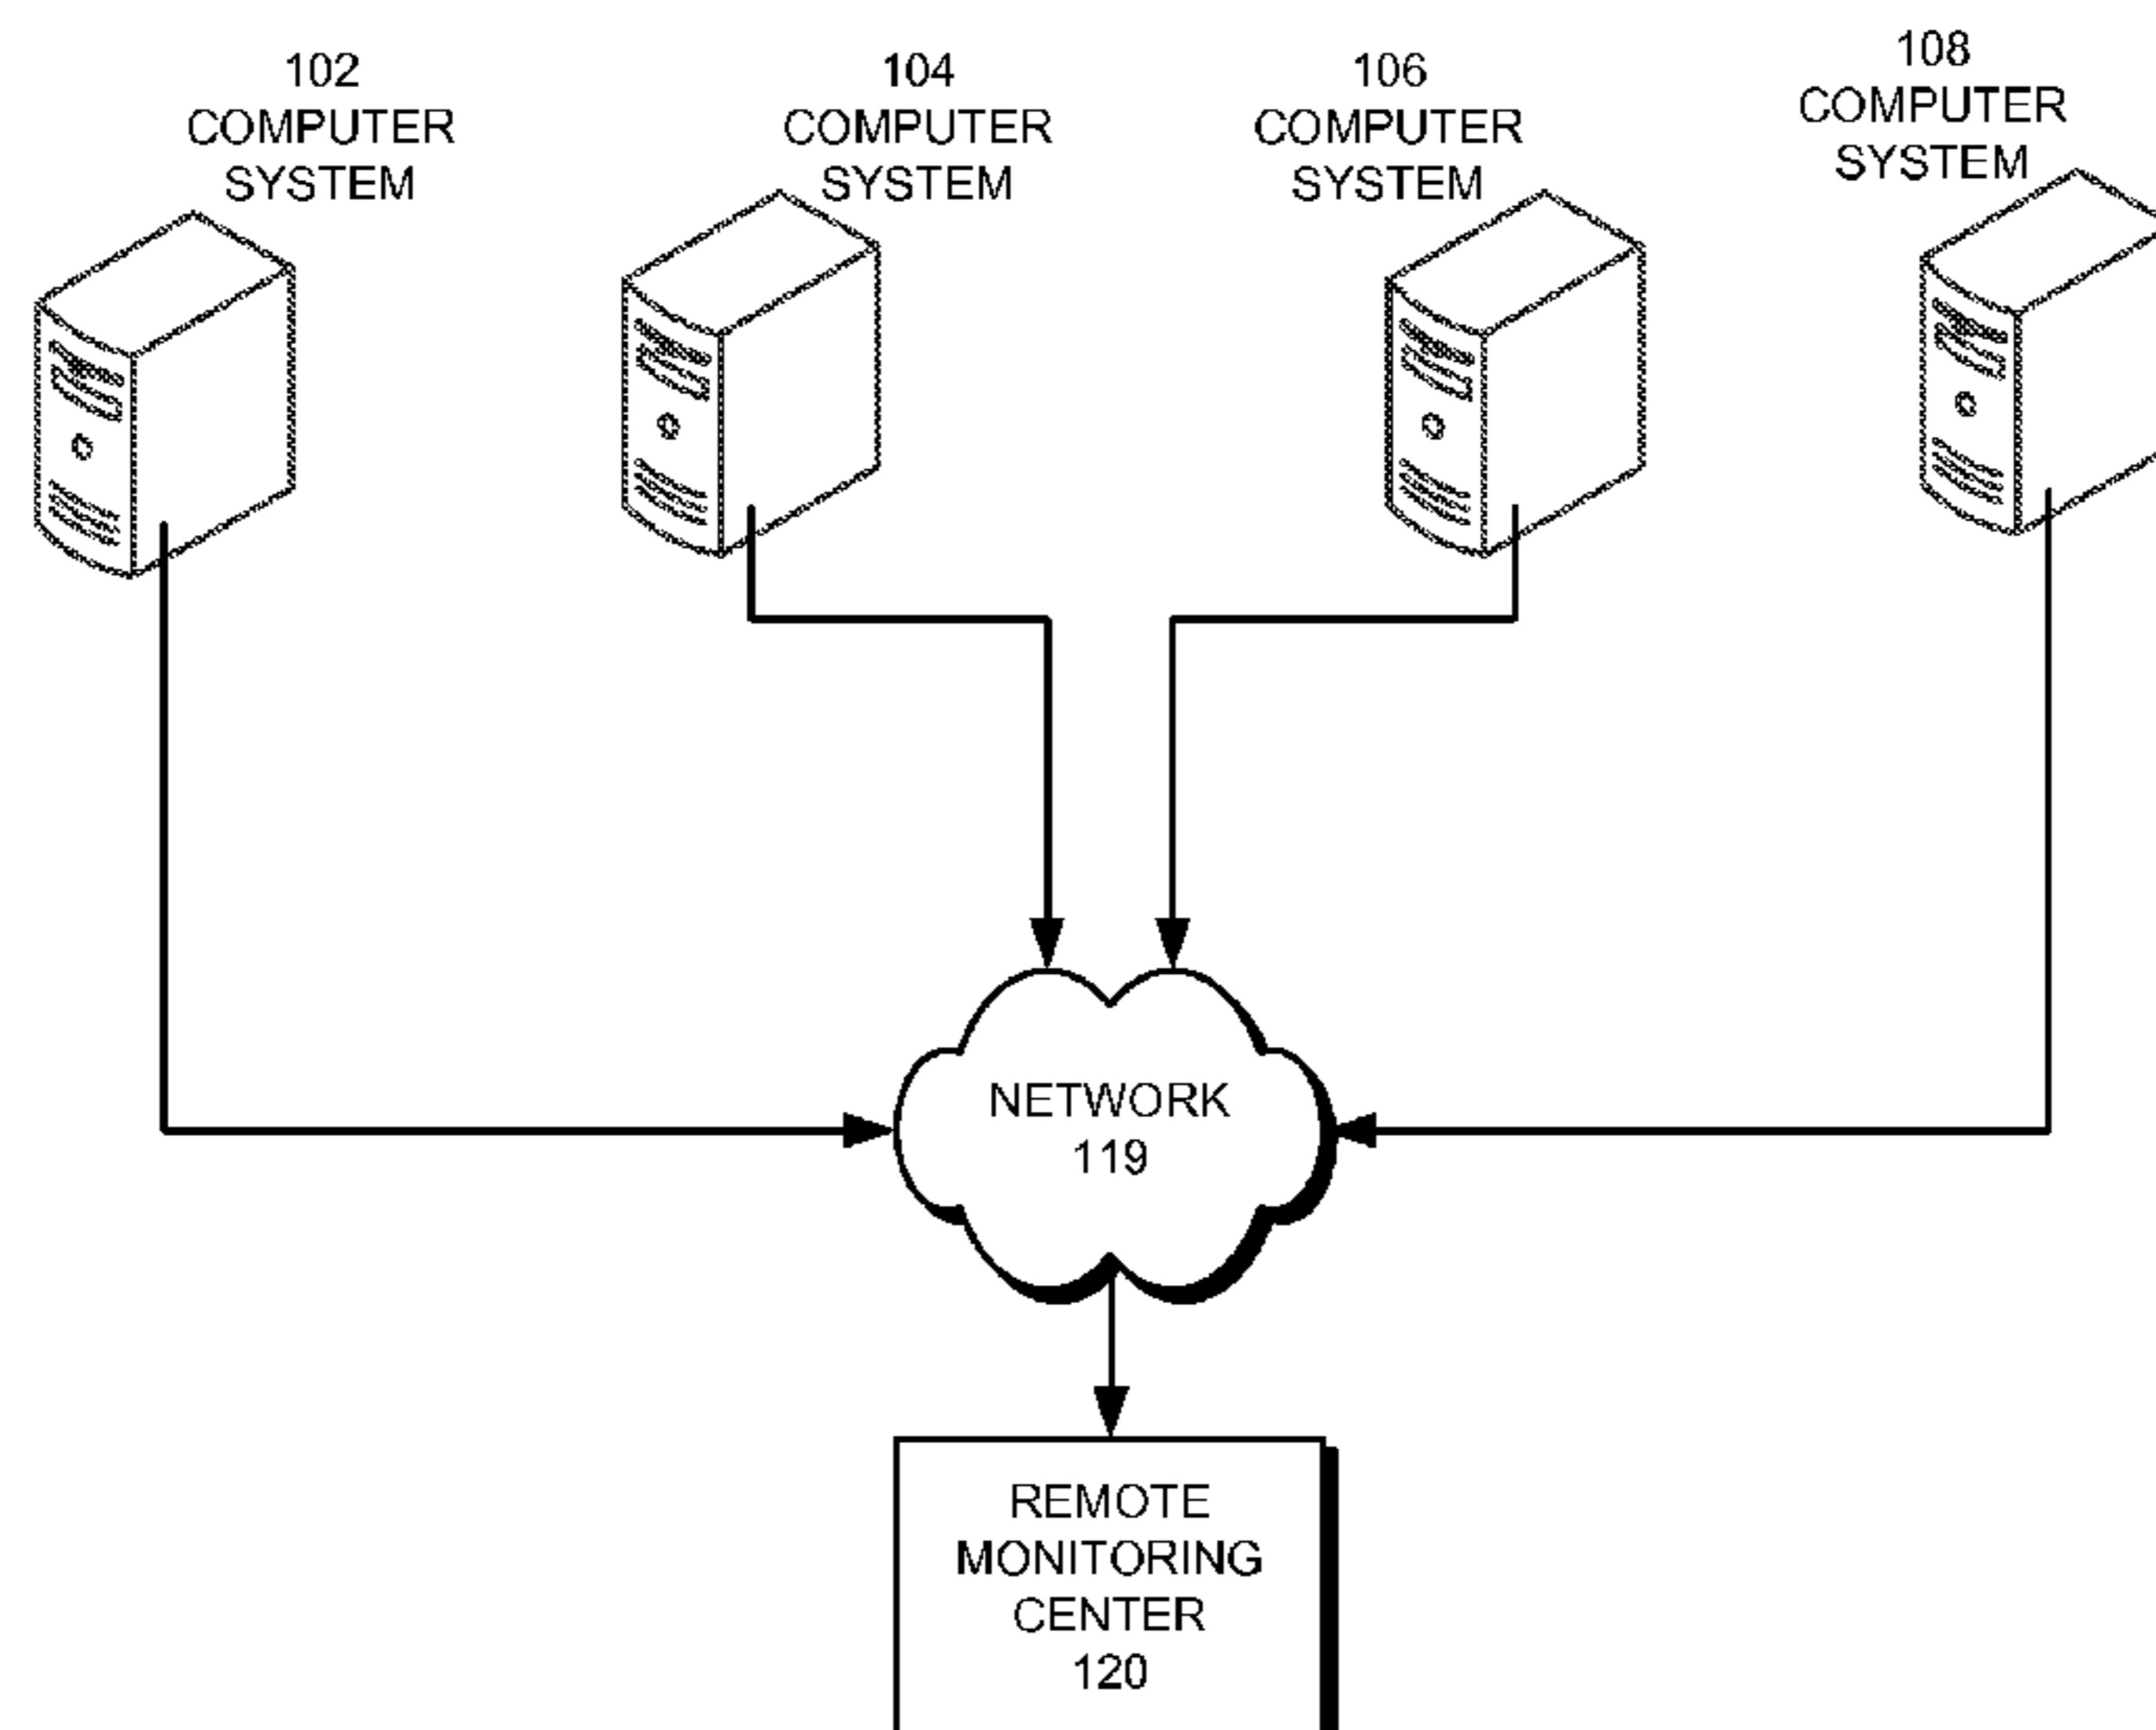 102
COMPUTER
SYSTEM
104
COMPUTER
SYSTEM
106
COMPUTER
SYSTEM
108
COMPUTER
SYSTEM
NETWORK
119
REMOTE
MONITORING
CENTER
120